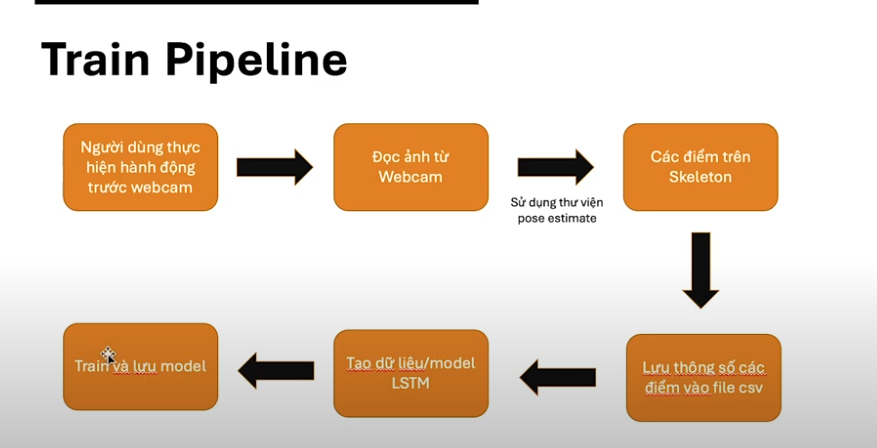 Train Pipeline
Người dùng thực
hiện hành động
trước webcam
Đọc ảnh từ
Webcam
Sử dụng thư viện
pose estimate
Các điểm trên
Skeleton
Lưu thông số các
điểm vào file csv
Tạo dữ liệu/model
LSTM
Train và lưu model